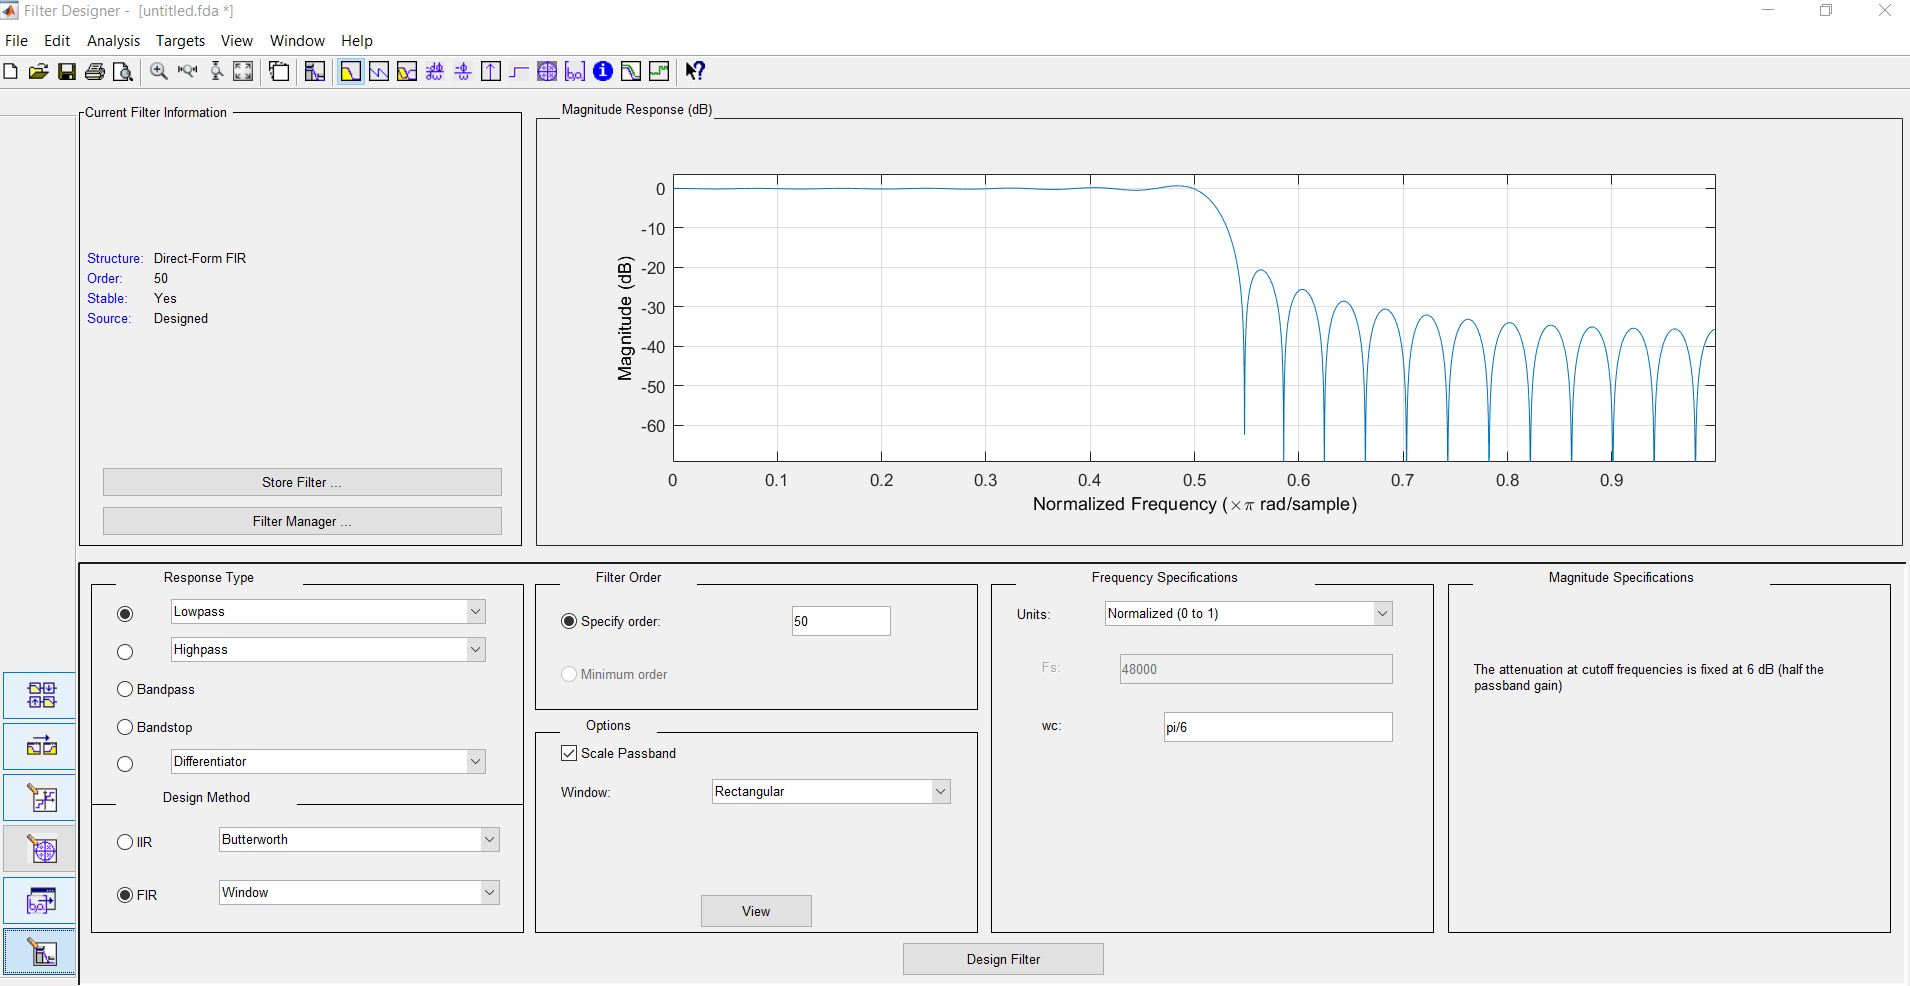 Filter Designer - [untitled.fda *]
File Edit Analysis Targets View Window Help
Current Filter Information
Structure: Direct-Form FIR
Order: 50
Stable: Yes
Source: Designed
Store Filter ...
Filter Manager ...
Magnitude Response (dB)
0
-10
-20
-30
-40
-50
-60
Magnitude (dB)
0 0.1 0.2 0.3 0.4 0.5 0.6 0.7 0.8 0.9
Normalized Frequency (×π rad/sample)
Response Type
Lowpass
Highpass
Bandpass
Bandstop
Differentiator
Design Method
IIR Butterworth
FIR Window
Filter Order
Specify order: 50
Minimum order
Options
Scale Passband
Window: Rectangular
View
Frequency Specifications
Units: Normalized (0 to 1)
Fs: 48000
wc: pi/6
Magnitude Specifications
The attenuation at cutoff frequencies is fixed at 6 dB (half the
passband gain)
Design Filter